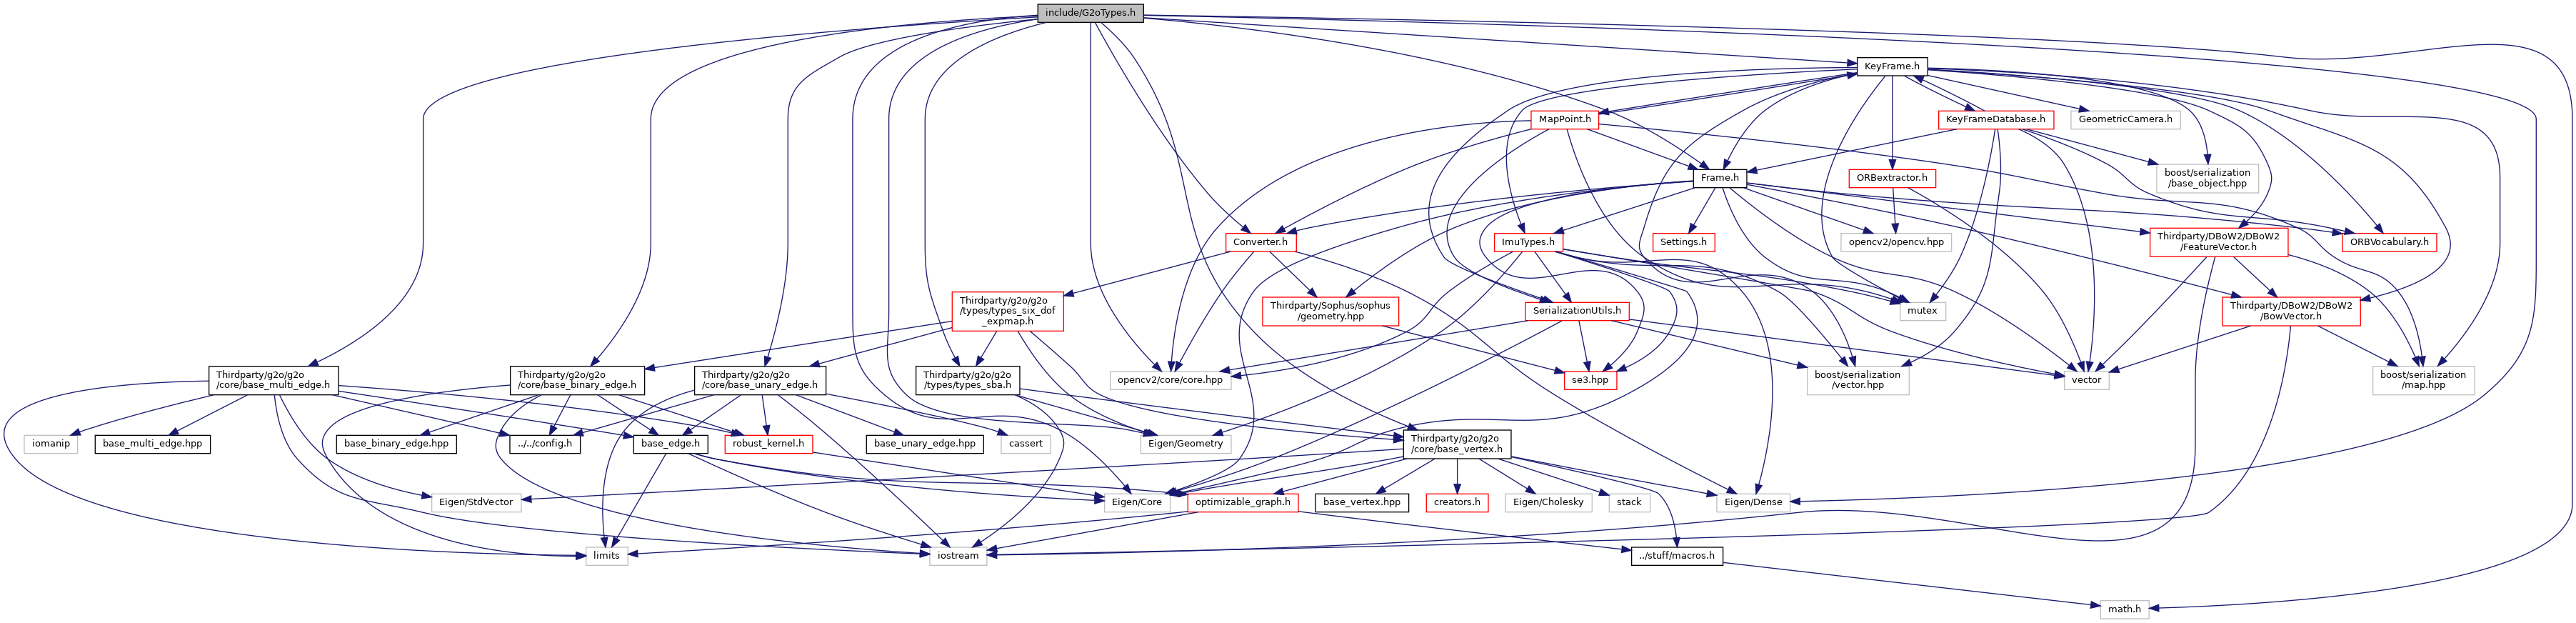 include/G2oTypes.h
KeyFrame.h
MapPoint.h
KeyFrameDatabase.h
GeometricCamera.h
Frame.h
ORBextractor.h
boost/serialization
/base_object.hpp
Converter.h
ImuTypes.h
Settings.h
opencv2/opencv.hpp
Thirdparty/DBoW2/DBoW2
/FeatureVector.h
ORBVocabulary.h
Thirdparty/g2o/g2o
/types/types_six_dof
_expmap.h
Thirdparty/Sophus/sophus
/geometry.hpp
SerializationUtils.h
mutex
Thirdparty/DBoW2/DBoW2
/BowVector.h
Thirdparty/g2o/g2o
/core/base_multi_edge.h
Thirdparty/g2o/g2o
/core/base_binary_edge.h
Thirdparty/g2o/g2o
/core/base_unary_edge.h
Thirdparty/g2o/g2o
/types/types_sba.h
opencv2/core/core.hpp
se3.hpp
boost/serialization
/vector.hpp
vector
boost/serialization
/map.hpp
iomanip
base_multi_edge.hpp
base_binary_edge.hpp
../../config.h
base_edge.h
robust_kernel.h
base_unary_edge.hpp
cassert
Eigen/Geometry
Thirdparty/g2o/g2o
/core/base_vertex.h
Eigen/StdVector
Eigen/Core
optimizable_graph.h
base_vertex.hpp
creators.h
Eigen/Cholesky
stack
Eigen/Dense
limits
iostream
../stuff/macros.h
math.h